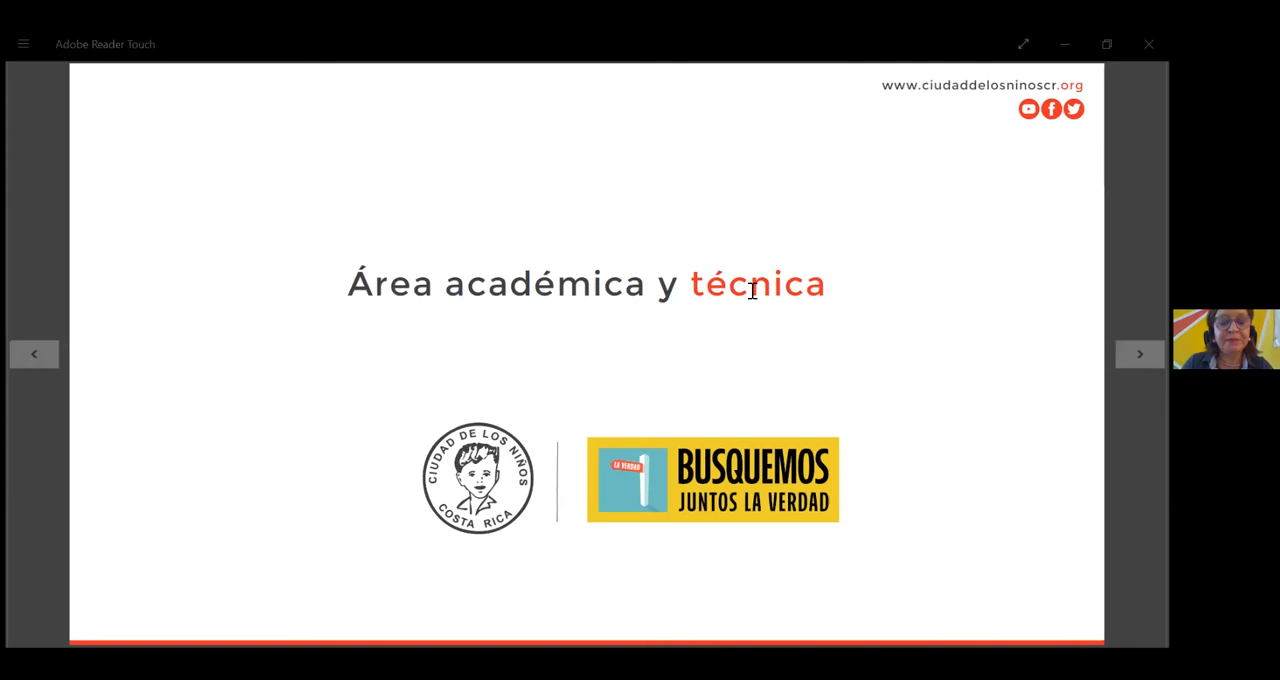 Adobe Reader Touch
www.ciudaddelosninoscr.org
Área académica y técnica
CIUDAD DE LOS NIÑOS
COSTA RICA
LA VERDAD
BUSQUEMOS
JUNTOS LA VERDAD